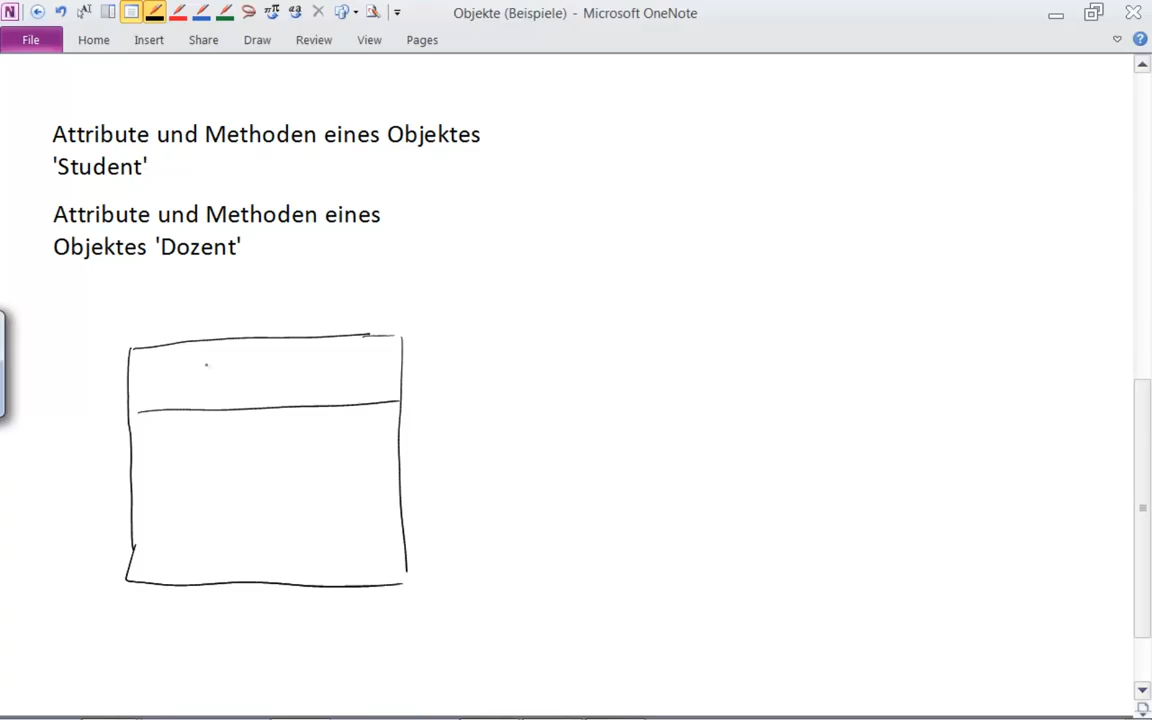 Objekte (Beispiele) - Microsoft OneNote
File Home Insert Share Draw Review View Pages
Attribute und Methoden eines Objektes
'Student'
Attribute und Methoden eines
Objektes 'Dozent'